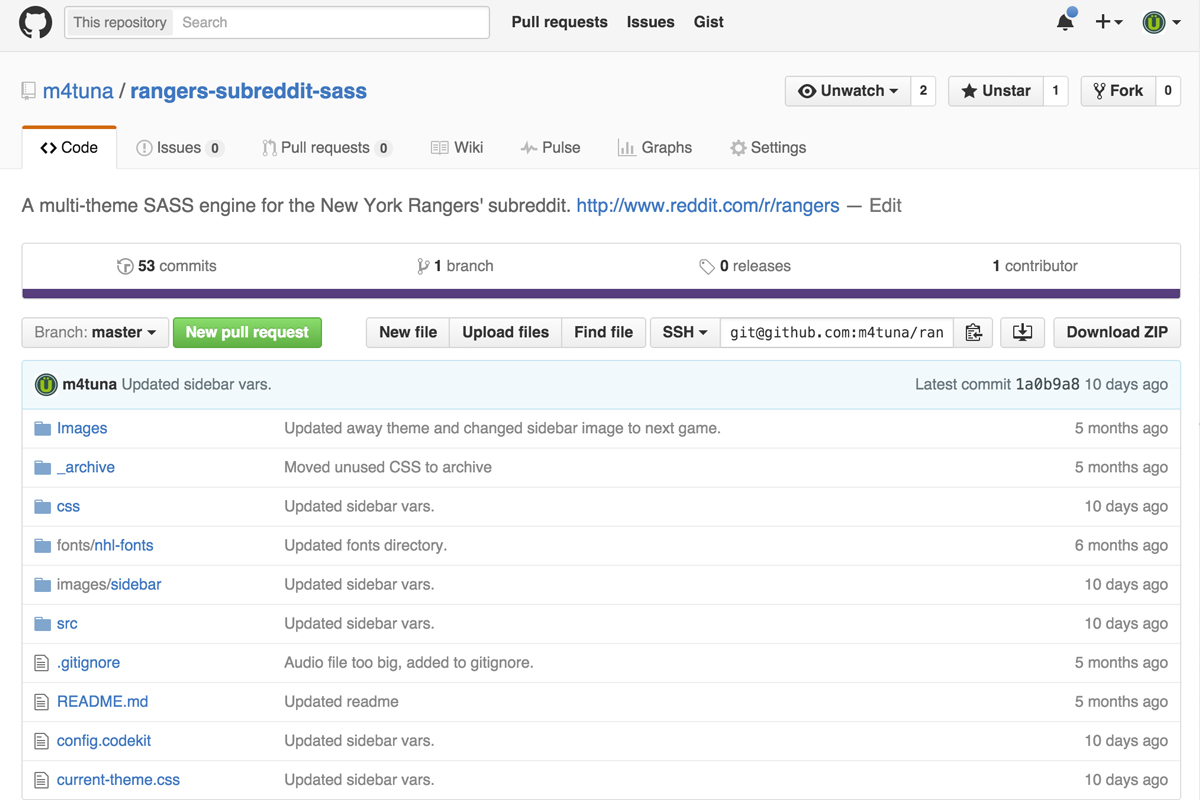 This repository Search Pull requests Issues Gist
m4tuna / rangers-subreddit-sass Unwatch 2 Unstar 1 Fork 0
Code Issues 0 Pull requests 0 Wiki Pulse Graphs Settings
A multi-theme SASS engine for the New York Rangers' subreddit. http://www.reddit.com/r/rangers — Edit
53 commits 1 branch 0 releases 1 contributor
Branch: master New pull request New file Upload files Find file SSH git@github.com:m4tuna/ran Download ZIP
m4tuna Updated sidebar vars. Latest commit 1a0b9a8 10 days ago
Images Updated away theme and changed sidebar image to next game. 5 months ago
_archive Moved unused CSS to archive 5 months ago
css Updated sidebar vars. 10 days ago
fonts/nhl-fonts Updated fonts directory. 6 months ago
images/sidebar Updated sidebar vars. 10 days ago
src Updated sidebar vars. 10 days ago
.gitignore Audio file too big, added to gitignore. 5 months ago
README.md Updated readme 5 months ago
config.codekit Updated sidebar vars. 10 days ago
current-theme.css Updated sidebar vars. 10 days ago